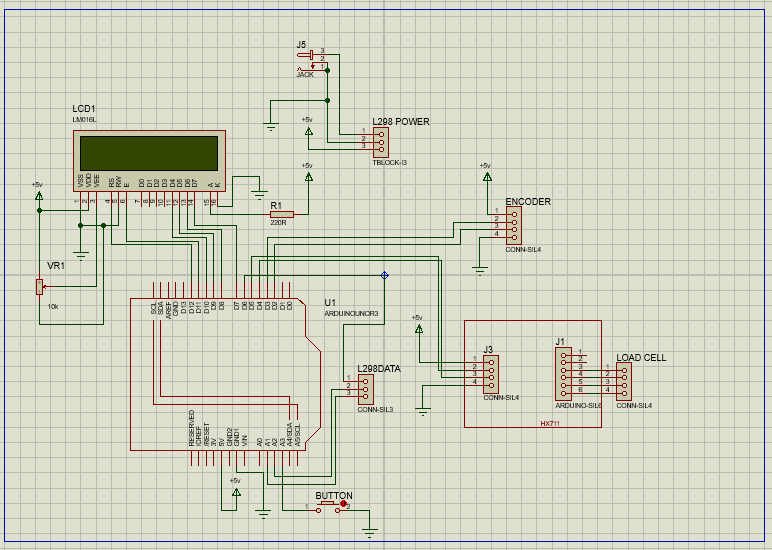 J5
3
2
1
JACK
LCD1
LM016L
VSS
VDD
VEE
RS
RW
E
D0
D1
D2
D3
D4
D5
D6
D7
A
K
1
2
3
4
5
6
7
8
9
10
11
12
13
14
15
16
+5v
L298 POWER
1
2
3
TBLOCK-I3
+5v
+5v
R1
220R
+5v
ENCODER
1
2
3
4
CONN-SIL4
+5v
VR1
10k
U1
ARDUINOUNOR3
SCL
SDA
AREF
GND
D13
D12
D11
D10
D9
D8
D7
D6
D5
D4
D3
D2
D1
D0
RESERVED
IOREF
/RESET
3V
5V
GND2
GND1
VIN
A0
A1
A2
A3
A4/SDA
A5/SCL
L298DATA
1
2
3
CONN-SIL3
+5v
J3
1
2
3
4
CONN-SIL4
J1
1
2
3
4
5
6
ARDUINO-SIL6
LOAD CELL
1
2
3
4
CONN-SIL4
HX711
+5v
BUTTON
1
2